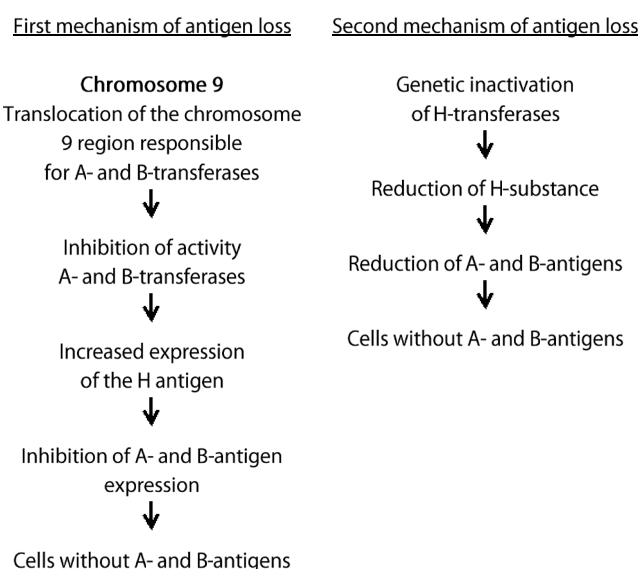 First mechanism of antigen loss
Chromosome 9
Translocation of the chromosome
9 region responsible
for A- and B-transferases
Inhibition of activity
A- and B-transferases
Increased expression
of the H antigen
Inhibition of A- and B-antigen
expression
Cells without A- and B-antigens
Second mechanism of antigen loss
Genetic inactivation
of H-transferases
Reduction of H-substance
Reduction of A- and B-antigens
Cells without A- and B-antigens